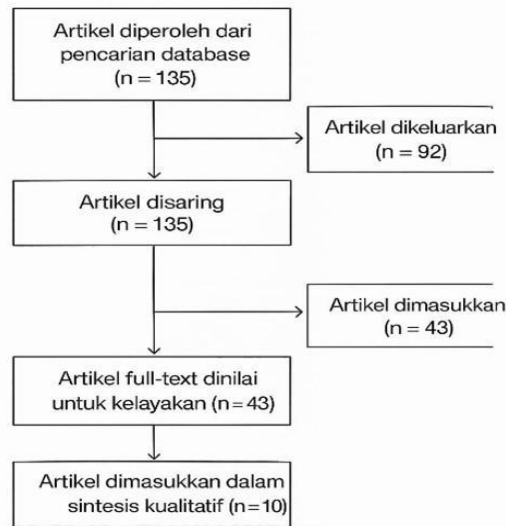 Artikel diperoleh dari
pencarian database
(n = 135)
Artikel dikeluarkan
(n = 92)
Artikel disaring
(n = 135)
Artikel dimasukkan
(n = 43)
Artikel full-text dinilai
untuk kelayakan (n = 43)
Artikel dimasukkan dalam
sintesis kualitatif (n = 10)